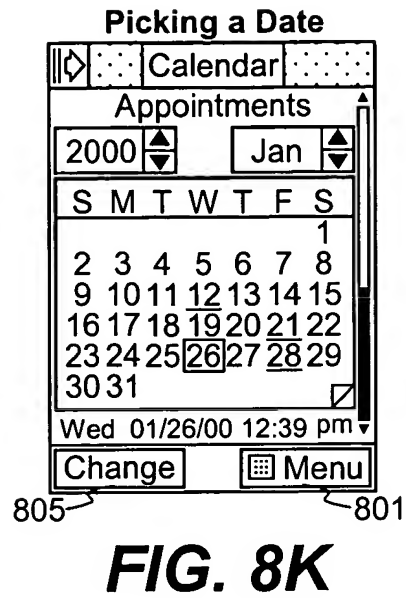 Picking a Date
Calendar
Appointments
2000 Jan
S M T W T F S
1
2 3 4 5 6 7 8
9 10 11 12 13 14 15
16 17 18 19 20 21 22
23 24 25 26 27 28 29
30 31
Wed 01/26/00 12:39 pm
Change Menu
805 801
FIG. 8K